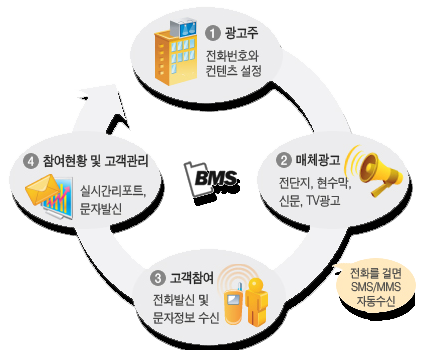 1 광고주
전화번호와
컨텐츠 설정
2 매체광고
전단지, 현수막,
신문, TV광고
전화를 걸면
SMS/MMS
자동수신
3 고객참여
전화발신 및
문자정보 수신
4 참여현황 및 고객관리
실시간리포트,
문자발신
BMS